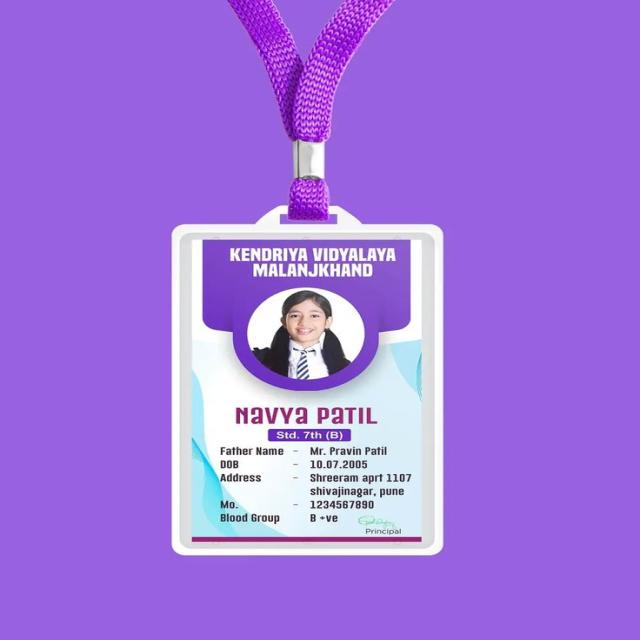 KENDRIYA VIDYALAYA
MALANJKHAND
Navya Patil
Std. 7th (B)
Father Name - Mr. Pravin Patil
DOB - 10.07.2005
Address - Shreeram aprt 1107
shivajinagar, pune
Mo. - 1234567890
Blood Group B +ve
Principal